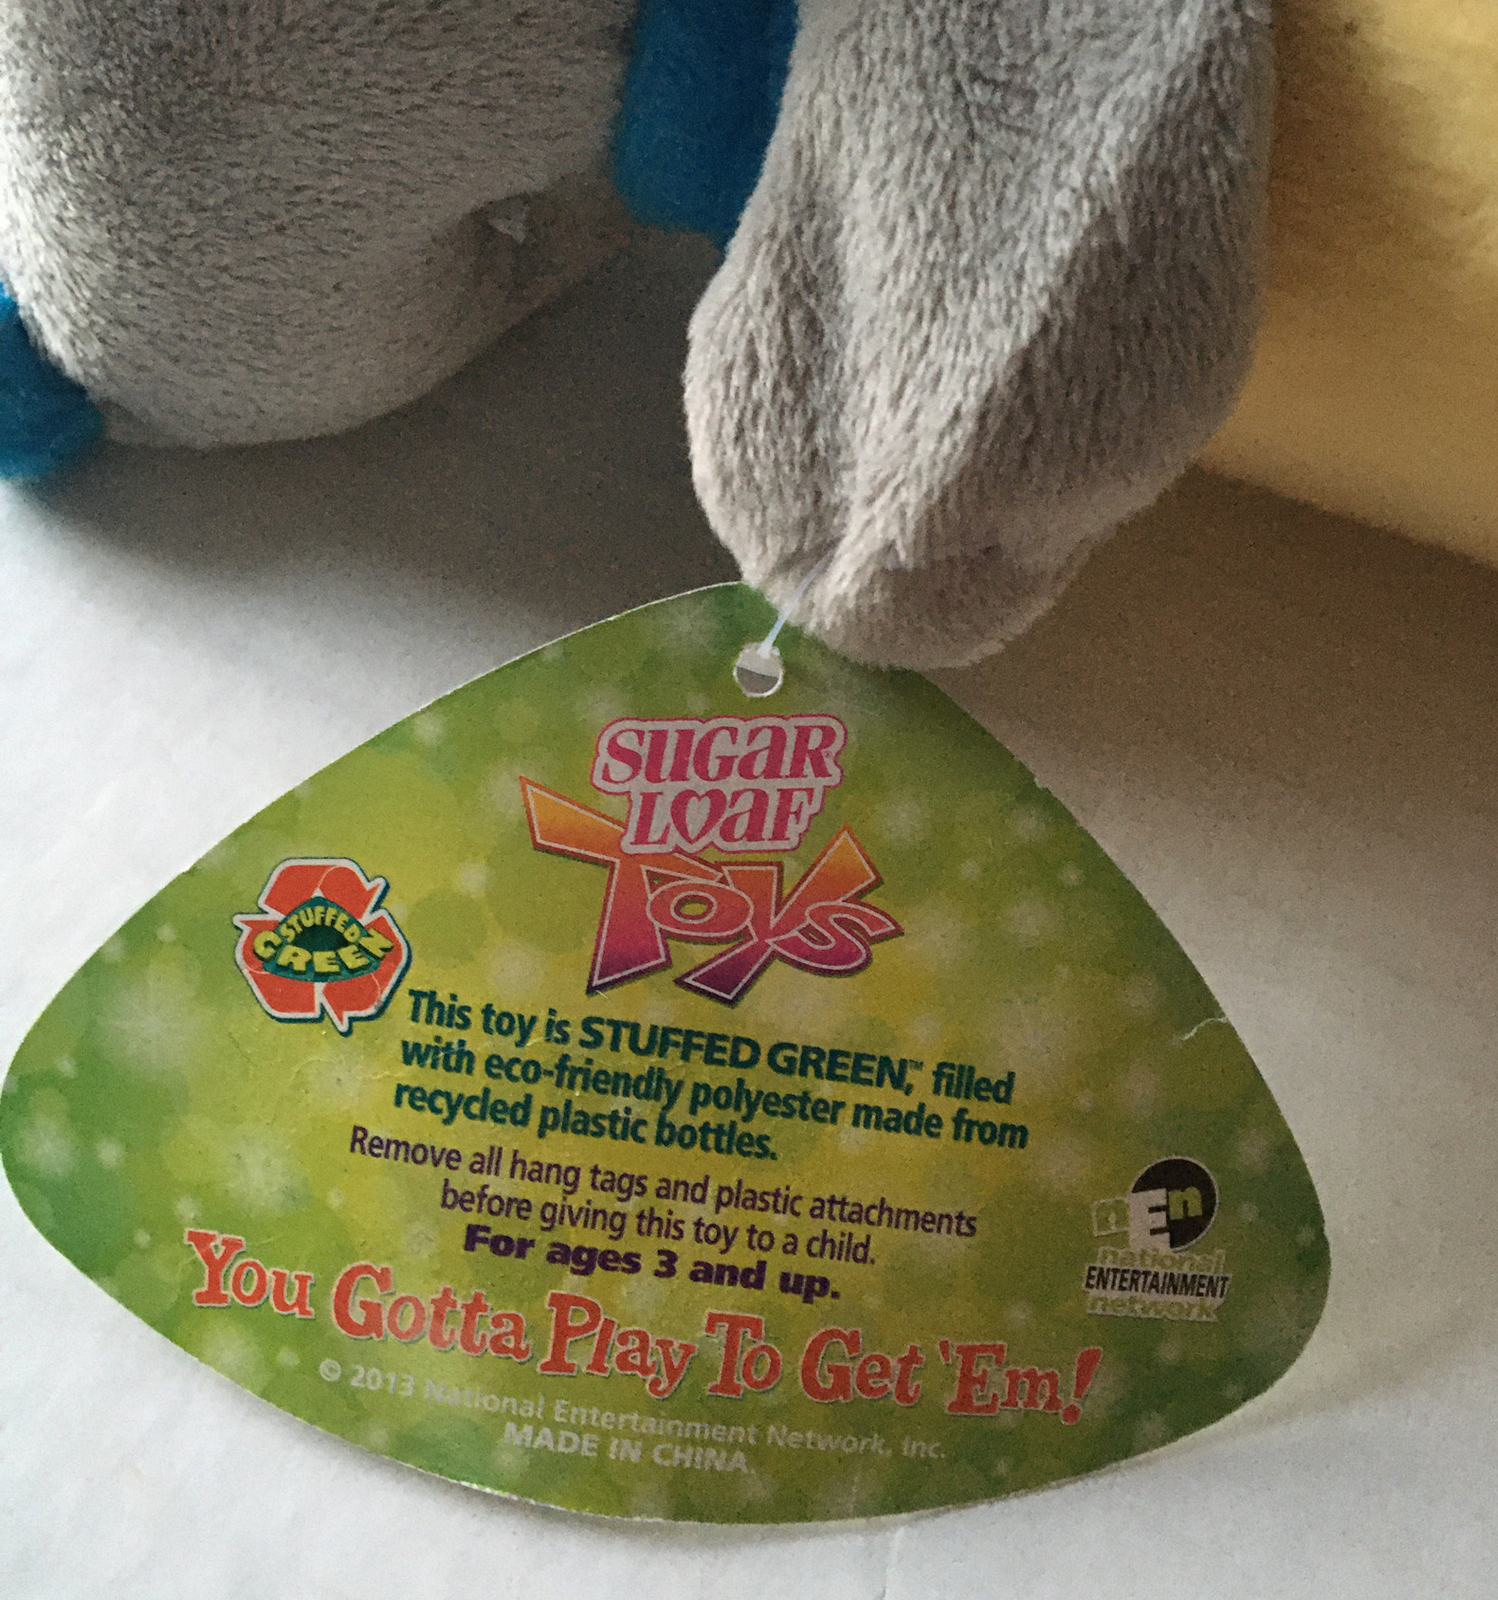 SUGAR
LOAF
TOYS
STUFFED
GREEN
This toy is STUFFED GREEN,™ filled
with eco-friendly polyester made from
recycled plastic bottles.
Remove all hang tags and plastic attachments
before giving this toy to a child.
For ages 3 and up.
nEn
national
ENTERTAINMENT
network
You Gotta Play To Get 'Em!
© 2013 National Entertainment Network, Inc.
MADE IN CHINA.